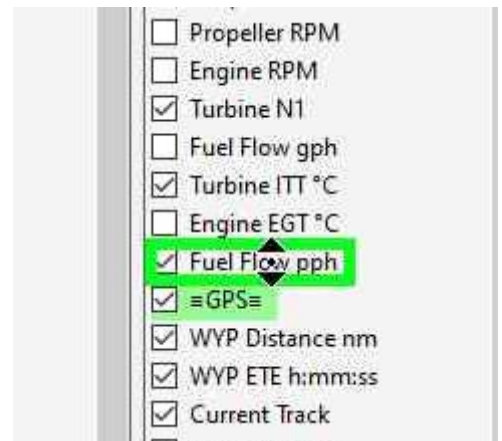 Propeller RPM
Engine RPM
Turbine N1
Fuel Flow gph
Turbine ITT °C
Engine EGT °C
Fuel Flow pph
≡GPS≡
WYP Distance nm
WYP ETE h:mm:ss
Current Track